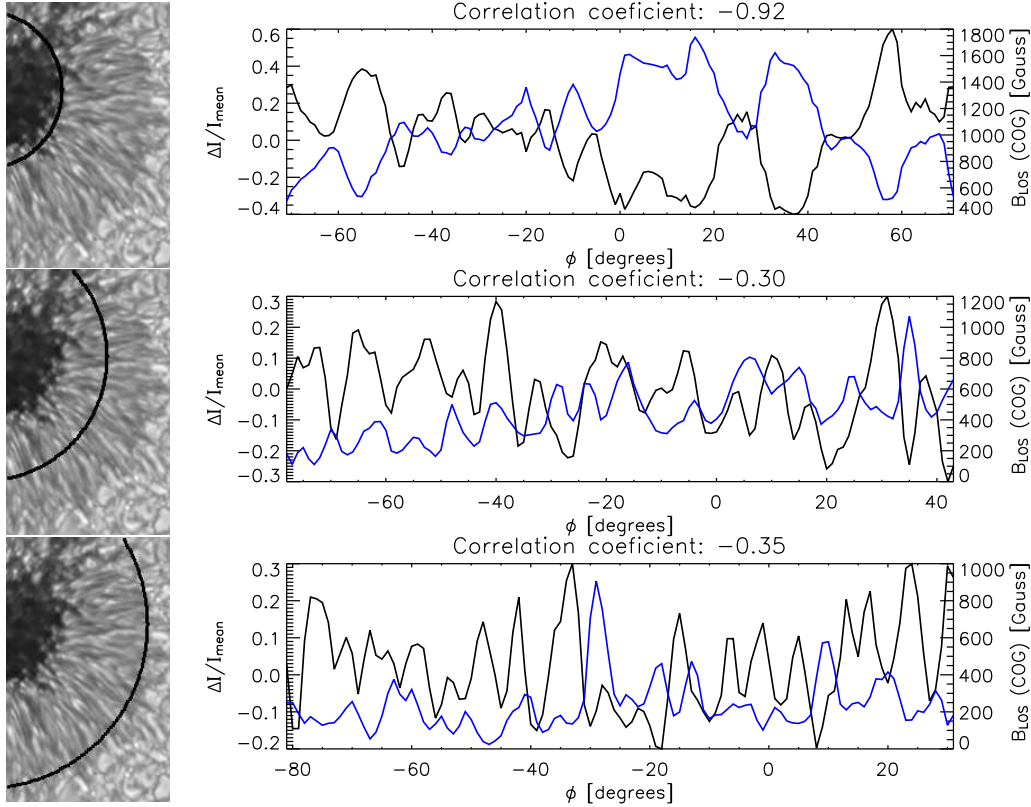 Correlation coeficient: −0.92
0.6
0.4
0.2
0.0
−0.2
−0.4
ΔI/I_mean
1800
1600
1400
1200
1000
800
600
400
B_LOS (COG) [Gauss]
−60 −40 −20 0 20 40 60
φ [degrees]
Correlation coeficient: −0.30
0.3
0.2
0.1
0.0
−0.1
−0.2
−0.3
ΔI/I_mean
1200
1000
800
600
400
200
0
B_LOS (COG) [Gauss]
−60 −40 −20 0 20 40
φ [degrees]
Correlation coeficient: −0.35
0.3
0.2
0.1
0.0
−0.1
−0.2
ΔI/I_mean
1000
800
600
400
200
0
B_LOS (COG) [Gauss]
−80 −60 −40 −20 0 20
φ [degrees]